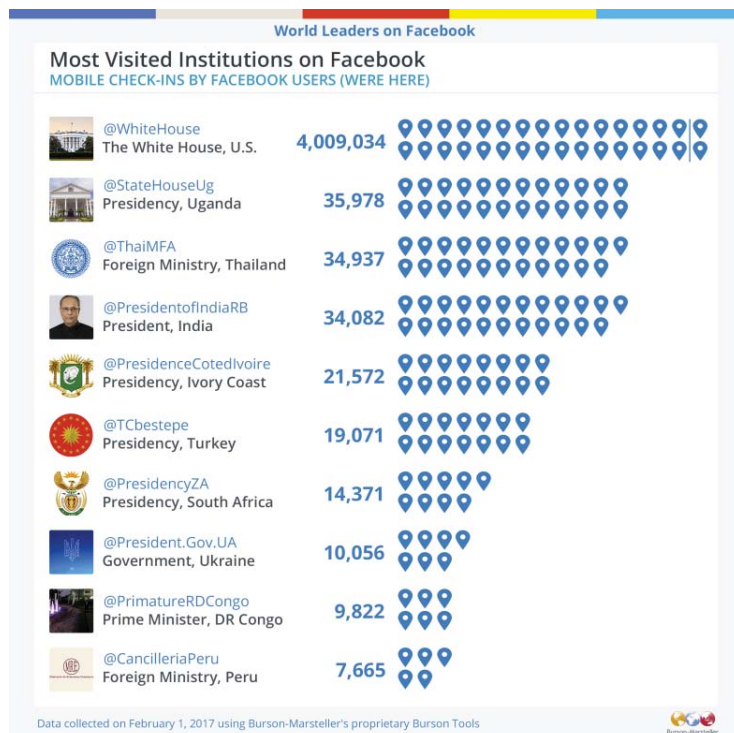 World Leaders on Facebook
Most Visited Institutions on Facebook
MOBILE CHECK-INS BY FACEBOOK USERS (WERE HERE)
@WhiteHouse
The White House, U.S.
4,009,034
@StateHouseUg
Presidency, Uganda
35,978
@ThaiMFA
Foreign Ministry, Thailand
34,937
@PresidentofIndiaRB
President, India
34,082
@PresidenceCotedIvoire
Presidency, Ivory Coast
21,572
@TCbestepe
Presidency, Turkey
19,071
@PresidencyZA
Presidency, South Africa
14,371
@President.Gov.UA
Government, Ukraine
10,056
@PrimatureRDCongo
Prime Minister, DR Congo
9,822
@CancilleriaPeru
Foreign Ministry, Peru
7,665
Data collected on February 1, 2017 using Burson-Marsteller's proprietary Burson Tools
Burson-Marsteller